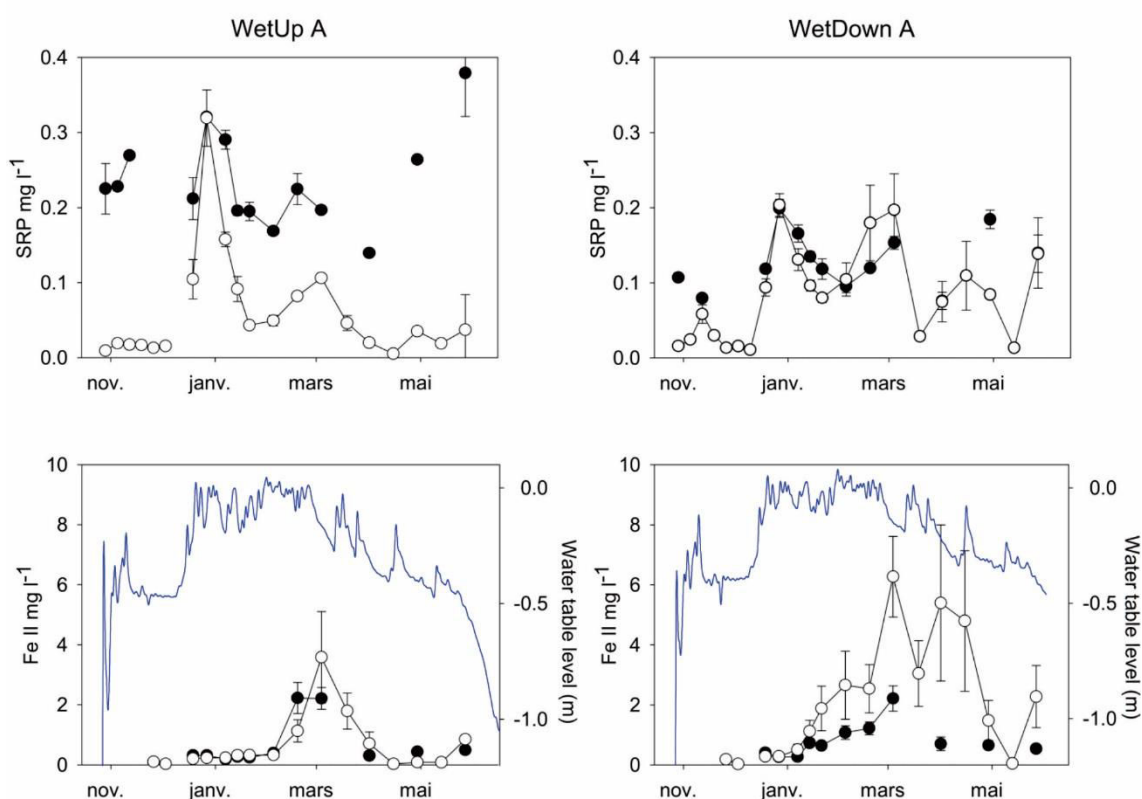 WetUp A
WetDown A
SRP mg l⁻¹
0.4
0.3
0.2
0.1
0.0
nov. janv. mars mai
SRP mg l⁻¹
0.4
0.3
0.2
0.1
0.0
nov. janv. mars mai
Fe II mg l⁻¹
10
8
6
4
2
0
nov. janv. mars mai
0.0
-0.5
-1.0
Water table level (m)
Fe II mg l⁻¹
10
8
6
4
2
0
nov. janv. mars mai
0.0
-0.5
-1.0
Water table level (m)